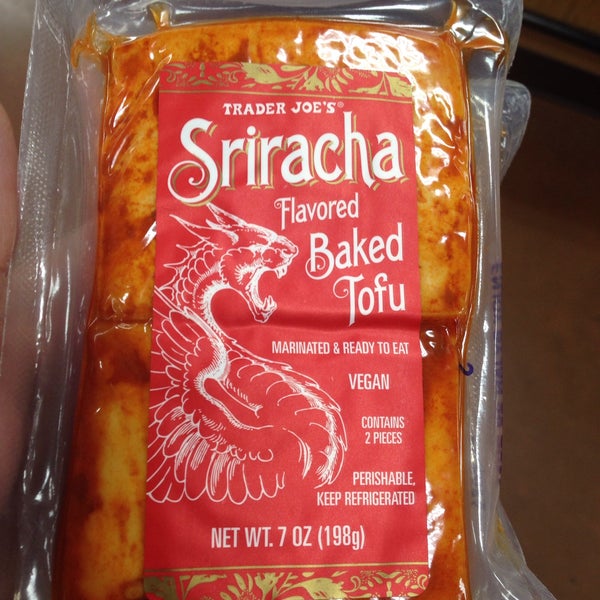 TRADER JOE'S®
Sriracha
Flavored
Baked
Tofu
MARINATED & READY TO EAT
VEGAN
CONTAINS
2 PIECES
PERISHABLE,
KEEP REFRIGERATED
NET WT. 7 OZ (198g)